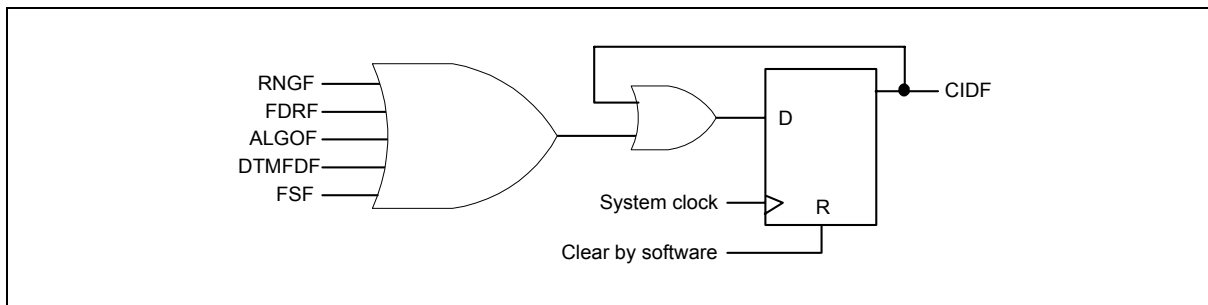 RNGF
FDRF
ALGOF
DTMFDF
FSF
D
CIDF
System clock
R
Clear by software